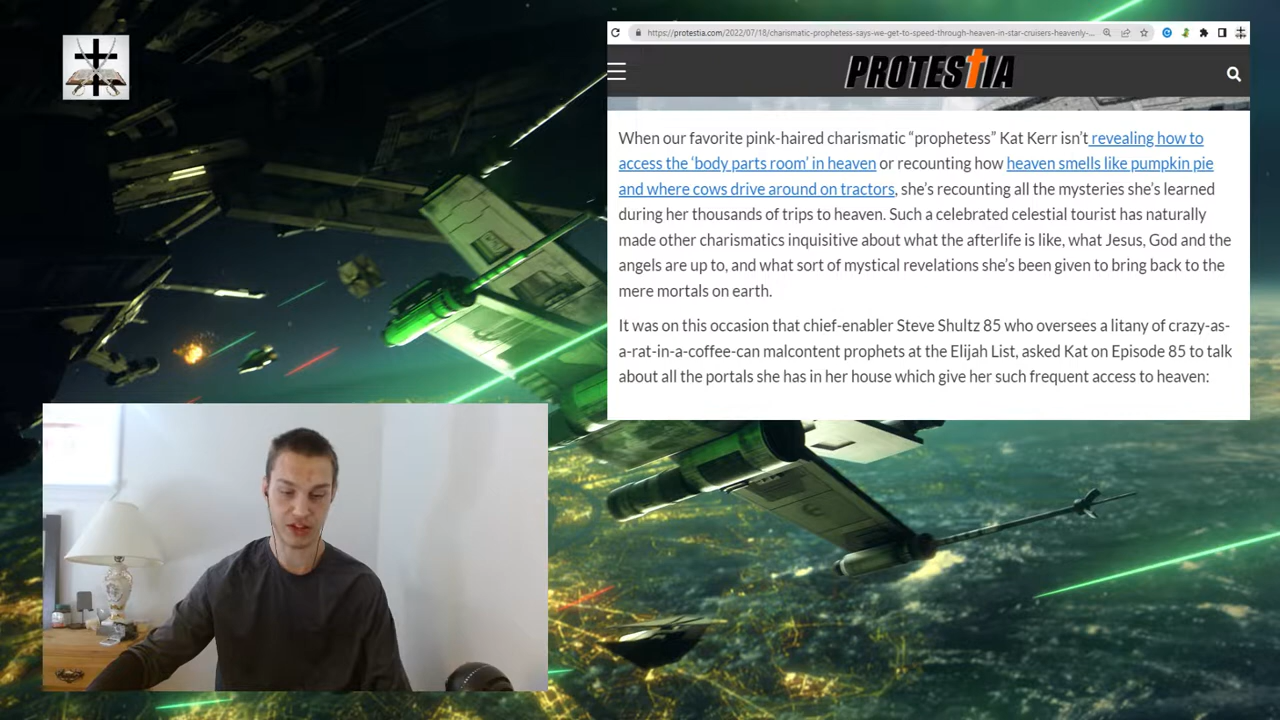 https://protestia.com/2022/07/18/charismatic-prophetess-says-we-get-to-speed-through-heaven-in-star-cruisers-heavenly-...
PROTESTIA
When our favorite pink-haired charismatic “prophetess” Kat Kerr isn’t revealing how to
access the ‘body parts room’ in heaven or recounting how heaven smells like pumpkin pie
and where cows drive around on tractors, she’s recounting all the mysteries she’s learned
during her thousands of trips to heaven. Such a celebrated celestial tourist has naturally
made other charismatics inquisitive about what the afterlife is like, what Jesus, God and the
angels are up to, and what sort of mystical revelations she’s been given to bring back to the
mere mortals on earth.
It was on this occasion that chief-enabler Steve Shultz 85 who oversees a litany of crazy-as-
a-rat-in-a-coffee-can malcontent prophets at the Elijah List, asked Kat on Episode 85 to talk
about all the portals she has in her house which give her such frequent access to heaven: